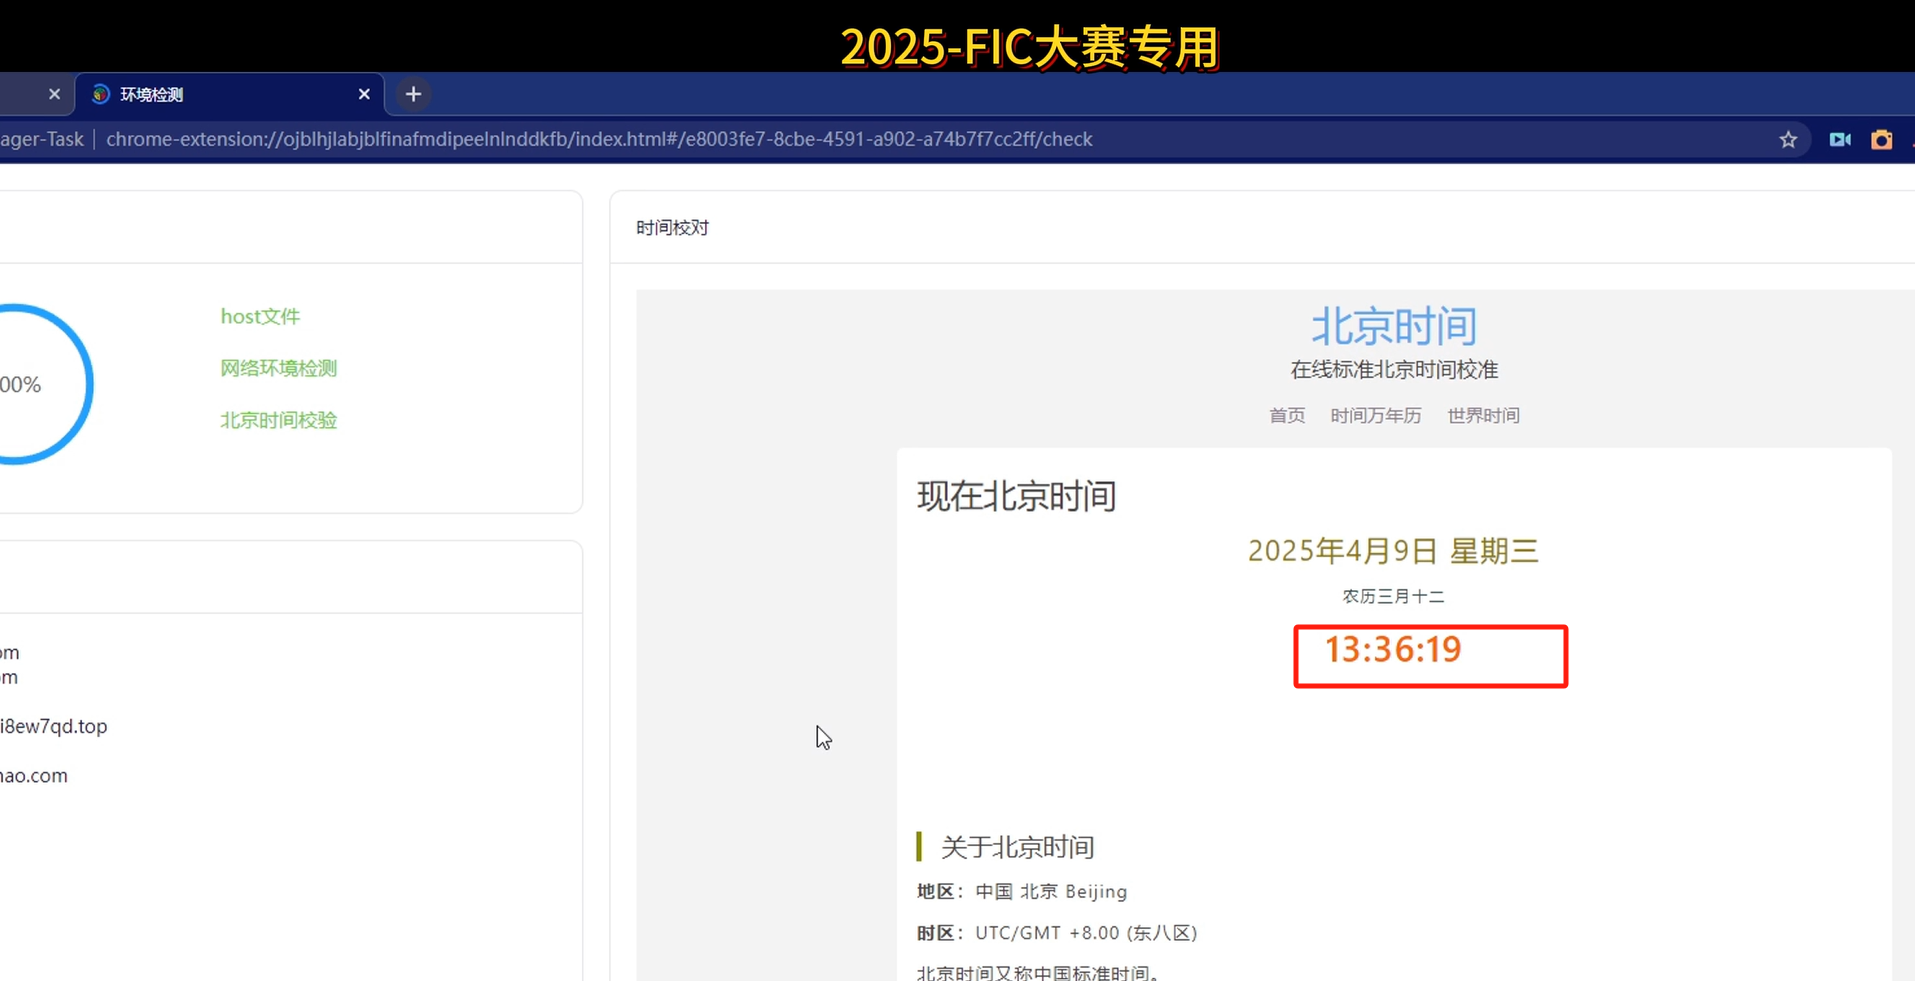 2025-FIC大赛专用
环境检测
ager-Task
chrome-extension://ojblhjlabjblfinafmdipeelnlnddkfb/index.html#/e8003fe7-8cbe-4591-a902-a74b7f7cc2ff/check
时间校对
host文件
网络环境检测
北京时间校验
00%
北京时间
在线标准北京时间校准
首页 时间万年历 世界时间
现在北京时间
2025年4月9日 星期三
农历三月十二
13:36:19
om
om
i8ew7qd.top
hao.com
关于北京时间
地区：中国 北京 Beijing
时区：UTC/GMT +8.00 (东八区)
北京时间又称中国标准时间。